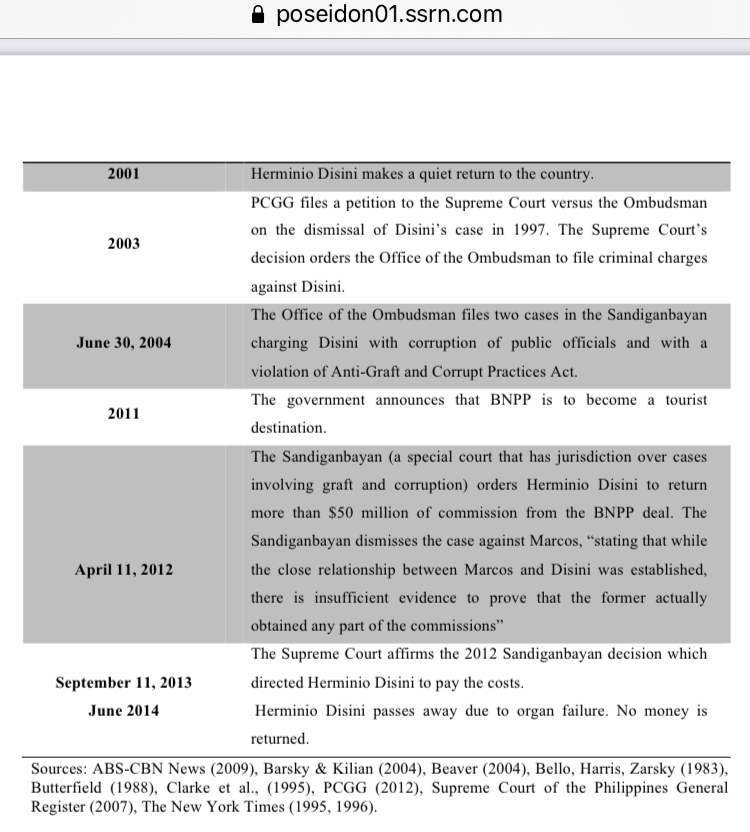 poseidon01.ssrn.com
2001
Herminio Disini makes a quiet return to the country.
2003
PCGG files a petition to the Supreme Court versus the Ombudsman
on the dismissal of Disini's case in 1997. The Supreme Court's
decision orders the Office of the Ombudsman to file criminal charges
against Disini.
June 30, 2004
The Office of the Ombudsman files two cases in the Sandiganbayan
charging Disini with corruption of public officials and with a
violation of Anti-Graft and Corrupt Practices Act.
2011
The government announces that BNPP is to become a tourist
destination.
April 11, 2012
The Sandiganbayan (a special court that has jurisdiction over cases
involving graft and corruption) orders Herminio Disini to return
more than $50 million of commission from the BNPP deal. The
Sandiganbayan dismisses the case against Marcos, “stating that while
the close relationship between Marcos and Disini was established,
there is insufficient evidence to prove that the former actually
obtained any part of the commissions”
September 11, 2013
The Supreme Court affirms the 2012 Sandiganbayan decision which
directed Herminio Disini to pay the costs.
June 2014
Herminio Disini passes away due to organ failure. No money is
returned.
Sources: ABS-CBN News (2009), Barsky & Kilian (2004), Beaver (2004), Bello, Harris, Zarsky (1983),
Butterfield (1988), Clarke et al., (1995), PCGG (2012), Supreme Court of the Philippines General
Register (2007), The New York Times (1995, 1996).